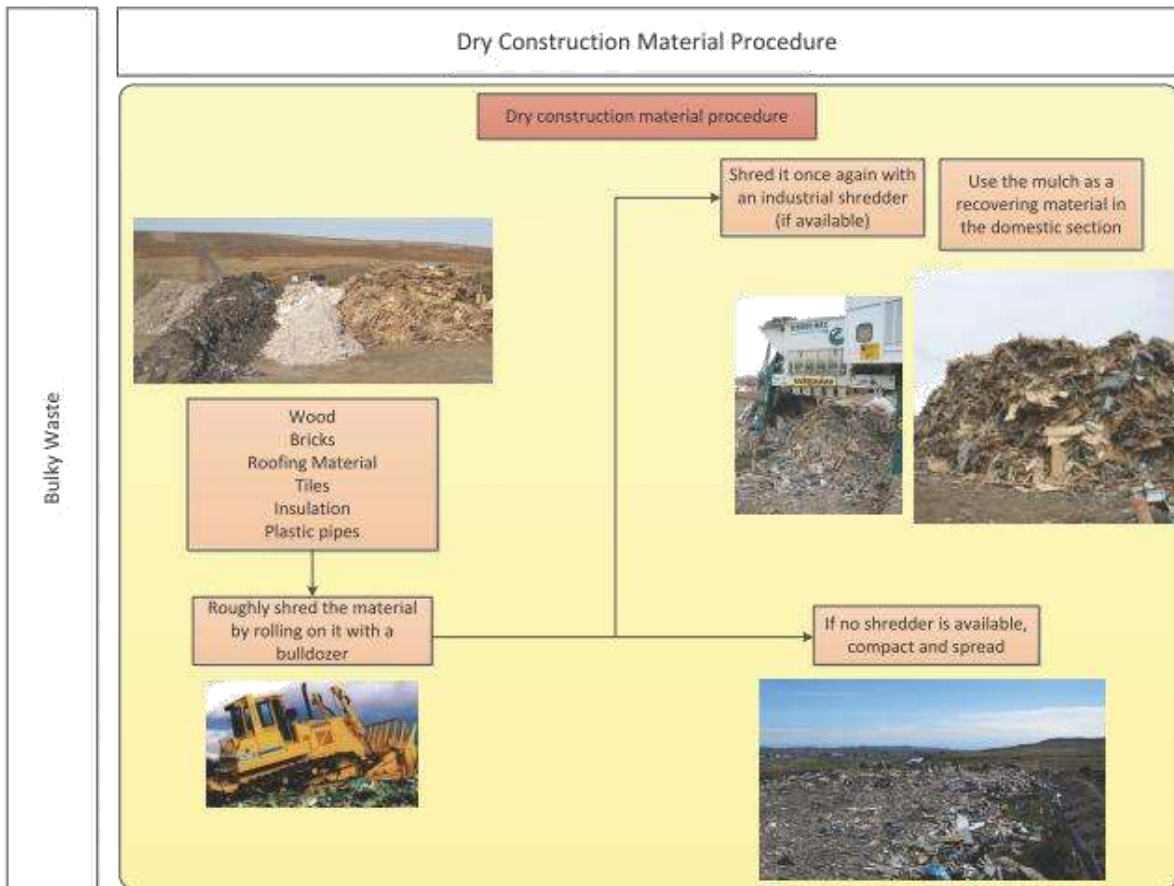 Dry Construction Material Procedure
Bulky Waste
Dry construction material procedure
Shred it once again with
an industrial shredder
(if available)
Use the mulch as a
recovering material in
the domestic section
Wood
Bricks
Roofing Material
Tiles
Insulation
Plastic pipes
Roughly shred the material
by rolling on it with a
bulldozer
If no shredder is available,
compact and spread